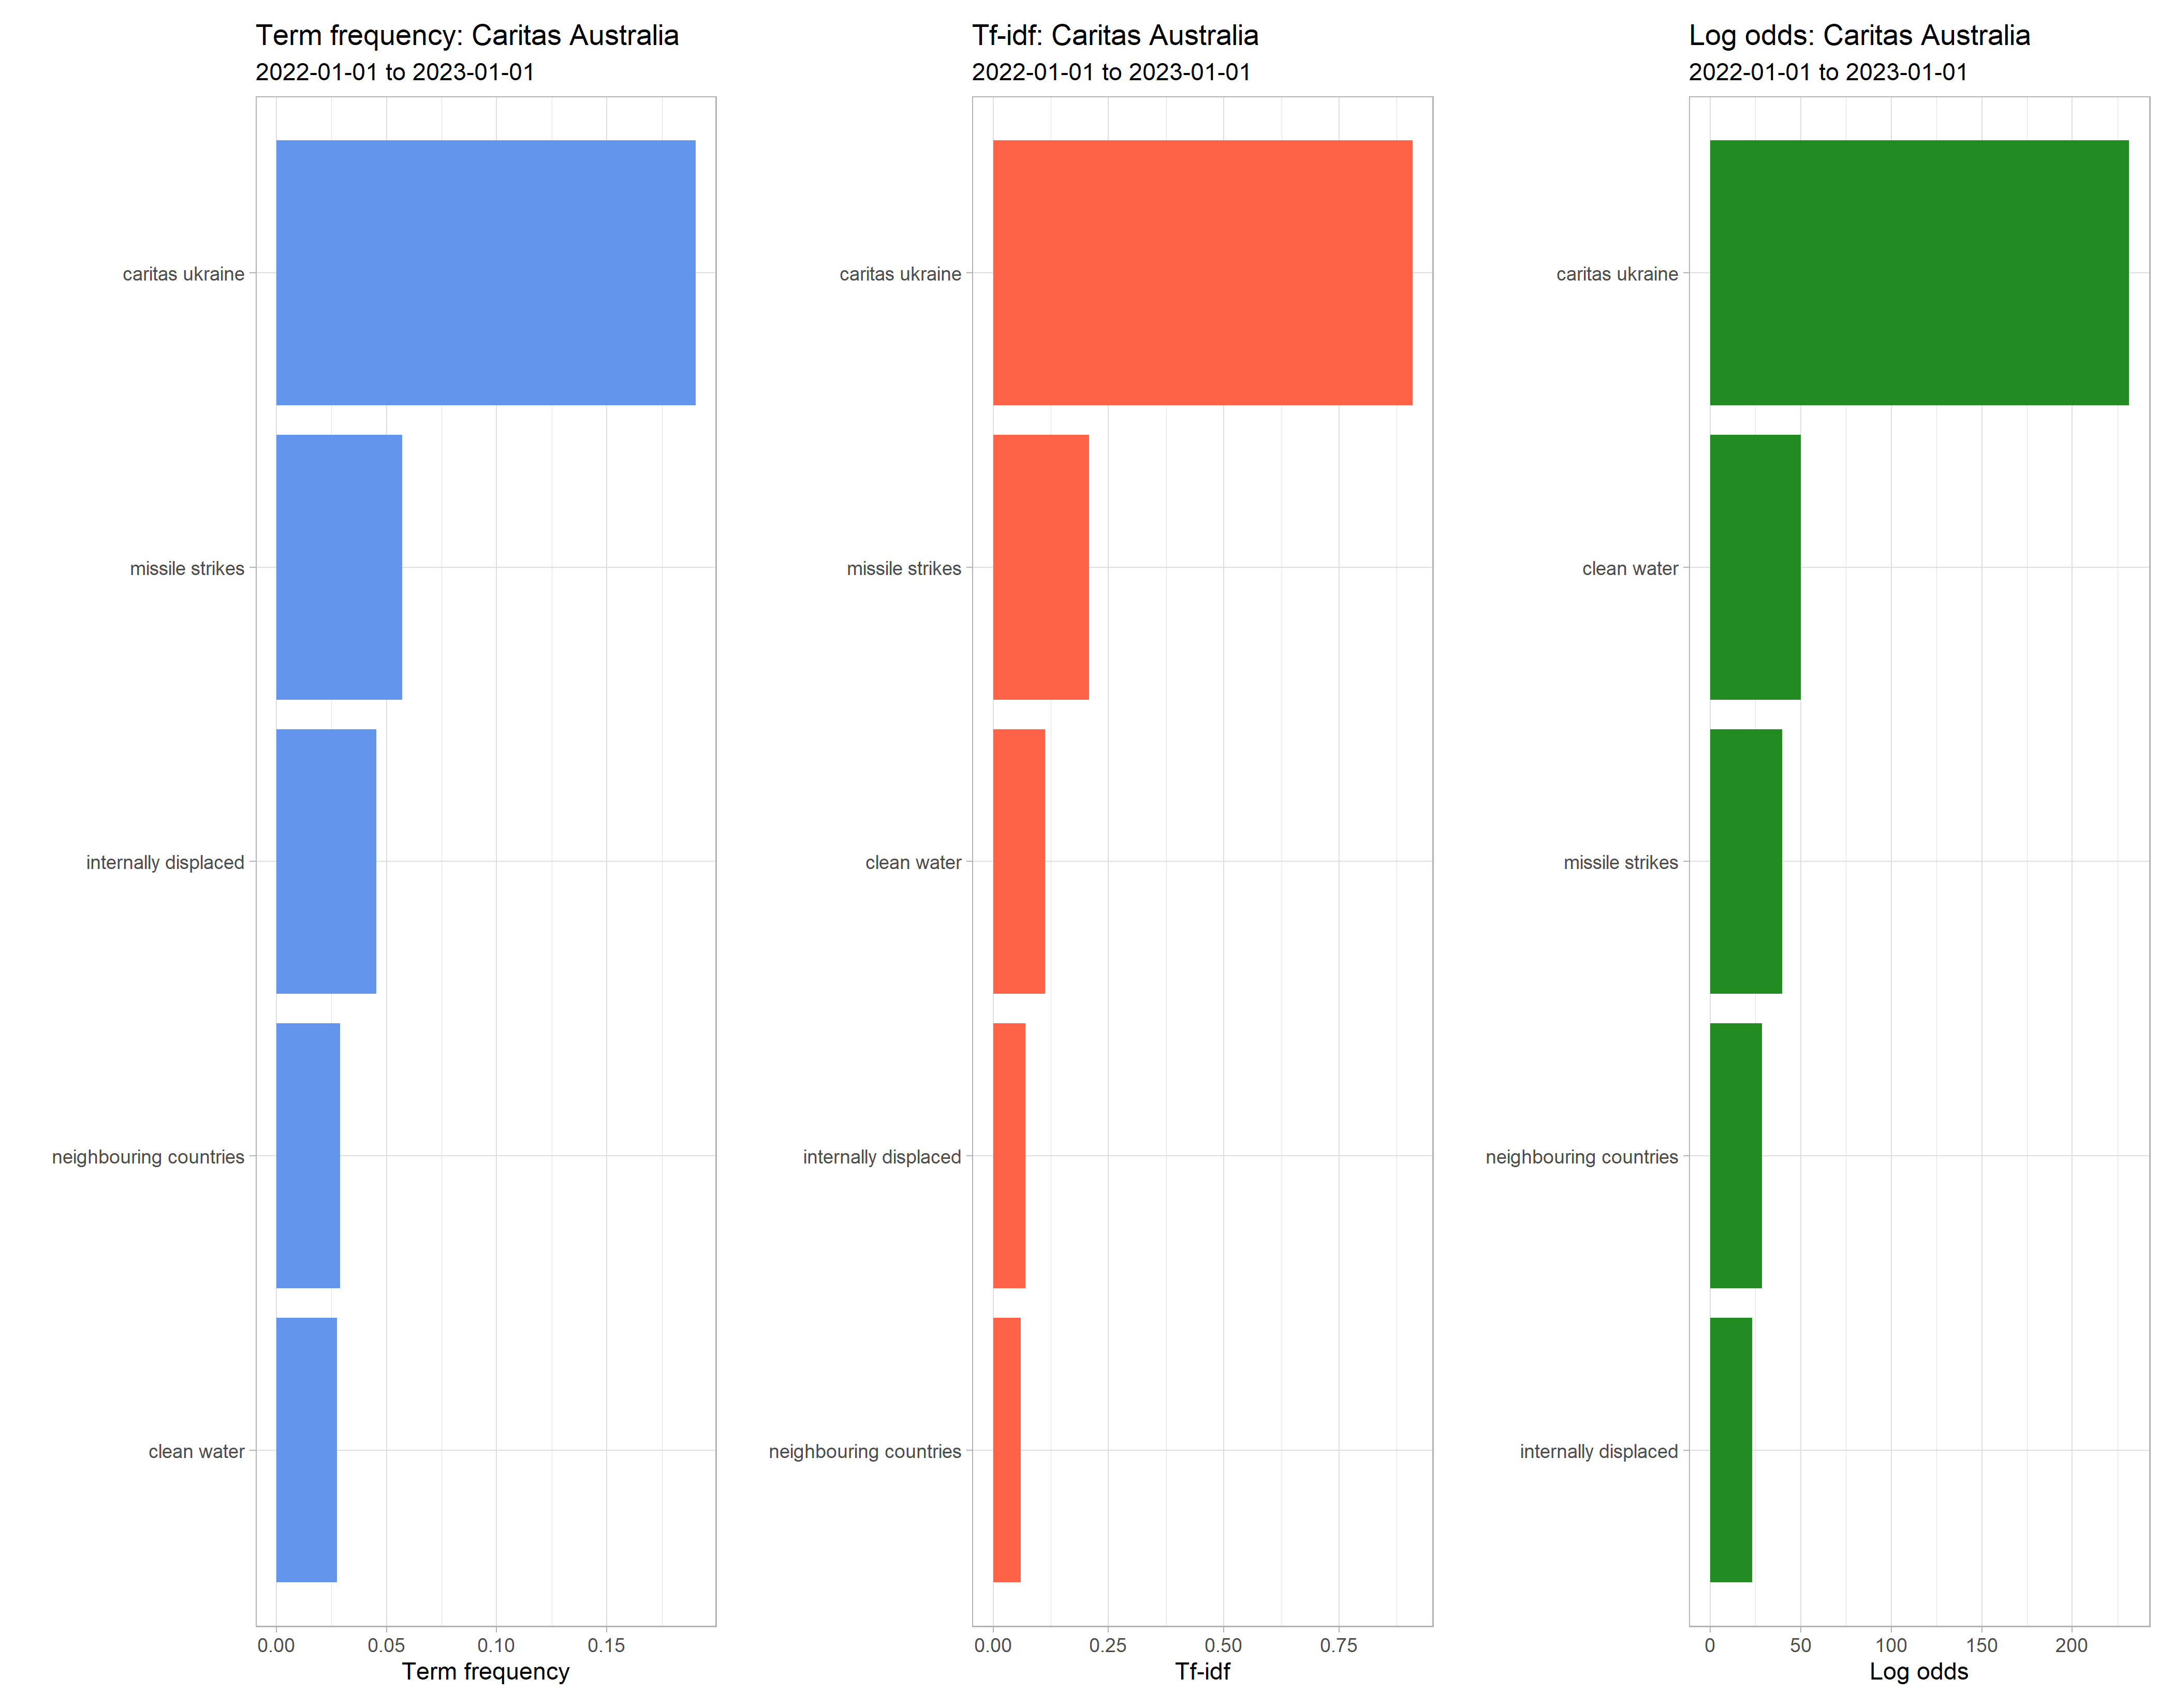 Term frequency: Caritas Australia
2022-01-01 to 2023-01-01
caritas ukraine
missile strikes
internally displaced
neighbouring countries
clean water
0.00 0.05 0.10 0.15
Term frequency
Tf-idf: Caritas Australia
2022-01-01 to 2023-01-01
caritas ukraine
missile strikes
clean water
internally displaced
neighbouring countries
0.00 0.25 0.50 0.75
Tf-idf
Log odds: Caritas Australia
2022-01-01 to 2023-01-01
caritas ukraine
clean water
missile strikes
neighbouring countries
internally displaced
0 50 100 150 200
Log odds